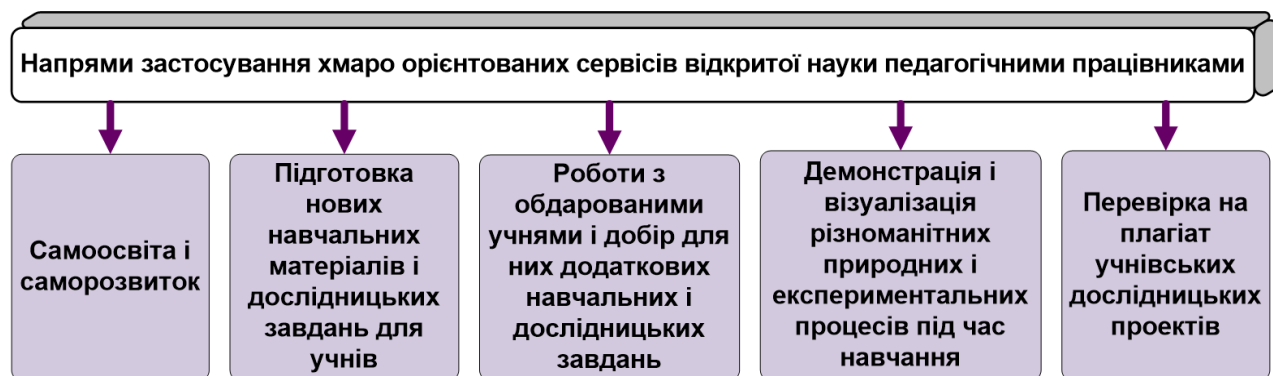 Напрями застосування хмаро орієнтованих сервісів відкритої науки педагогічними працівниками
Самоосвіта і
саморозвиток
Підготовка
нових
навчальних
матеріалів і
дослідницьких
завдань для
учнів
Роботи з
обдарованими
учнями і добір для
них додаткових
навчальних і
дослідницьких
завдань
Демонстрація і
візуалізація
різноманітних
природних і
експериментальних
процесів під час
навчання
Перевірка на
плагіат
учнівських
дослідницьких
проектів